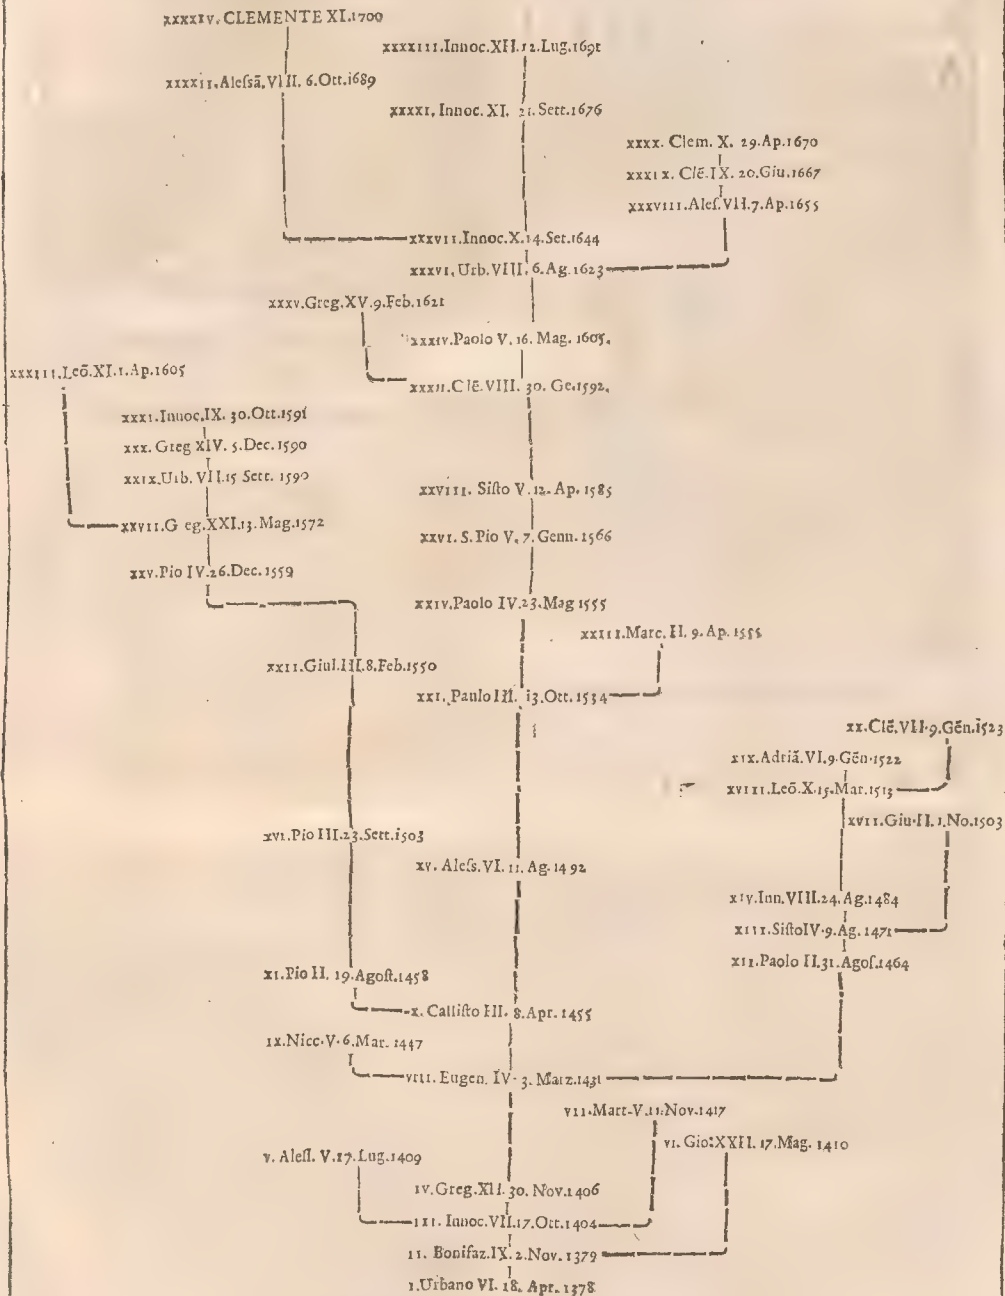 xxxxiv. CLEMENTE XI. 1700
xxxxiii. Innoc. XII. 12. Lug. 1691
xxxxii. Alessā. VIII. 6. Ott. 1689
xxxxi. Innoc. XI. 21. Sett. 1676
xxxx. Clem. X. 29. Ap. 1670
xxxix. Clē. IX. 20. Giu. 1667
xxxviii. Alef. VII. 7. Ap. 1655
xxxvii. Innoc. X. 14. Set. 1644
xxxvi. Urb. VIII. 6. Ag. 1623
xxxv. Greg. XV. 9. Feb. 1621
xxxiv. Paolo V. 16. Mag. 1605.
xxxiii. Leō. XI. 1. Ap. 1605
xxxii. Clē. VIII. 30. Ge. 1592.
xxxi. Innoc. IX. 30. Ott. 1591
xxx. Greg XIV. 5. Dec. 1590
xxix. Urb. VII. 15 Sett. 1590
xxviii. Sisto V. 12. Ap. 1585
xxvii. G eg. XXI. 13. Mag. 1572
xxvi. S. Pio V. 7. Genn. 1566
xxv. Pio IV. 26. Dec. 1559
xxiv. Paolo IV. 23. Mag 1555
xxiii. Marc. II. 9. Ap. 1555
xxii. Giul. III. 8. Feb. 1550
xxi. Paulo III. 13. Ott. 1534
xx. Clē. VII. 9. Gēn. 1523
xix. Adriā. VI. 9. Gēn. 1522
xviii. Leō. X. 15. Mar. 1513
xvii. Giu. II. 1. No. 1503
xvi. Pio III. 23. Sett. 1503
xv. Aless. VI. 11. Ag. 1492
xiv. Inn. VIII. 24. Ag. 1484
xiii. Sisto IV. 9. Ag. 1471
xii. Paolo II. 31. Agos. 1464
xi. Pio II. 19. Agost. 1458
x. Callisto III. 8. Apr. 1455
ix. Nicc. V. 6. Mar. 1447
viii. Eugen. IV. 3. Marz. 1431
vii. Mart. V. 11. Nov. 1417
vi. Gio: XXII. 17. Mag. 1410
v. Aless. V. 17. Lug. 1409
iv. Greg. XII. 30. Nov. 1406
iii. Innoc. VII. 17. Ott. 1404
ii. Bonifaz. IX. 2. Nov. 1379
i. Urbano VI. 18. Apr. 1378